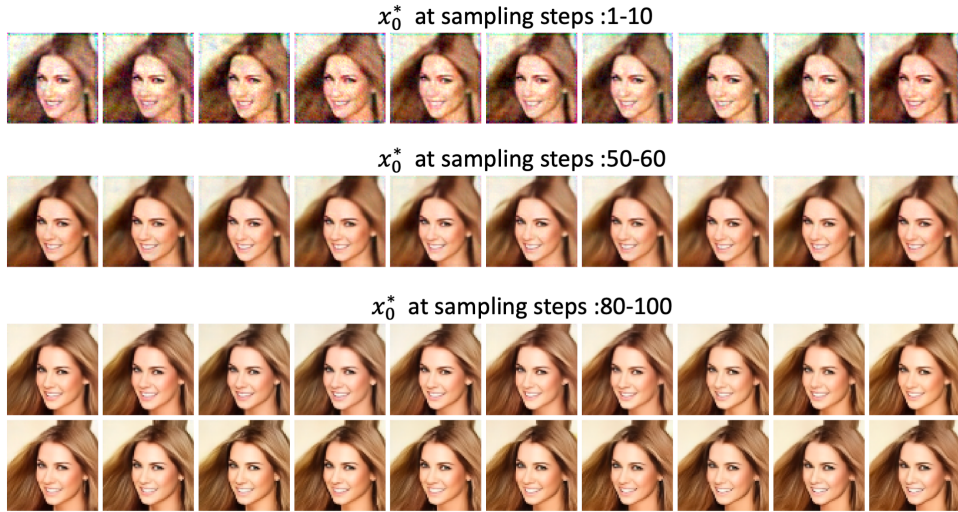 x₀* at sampling steps :1-10
x₀* at sampling steps :50-60
x₀* at sampling steps :80-100